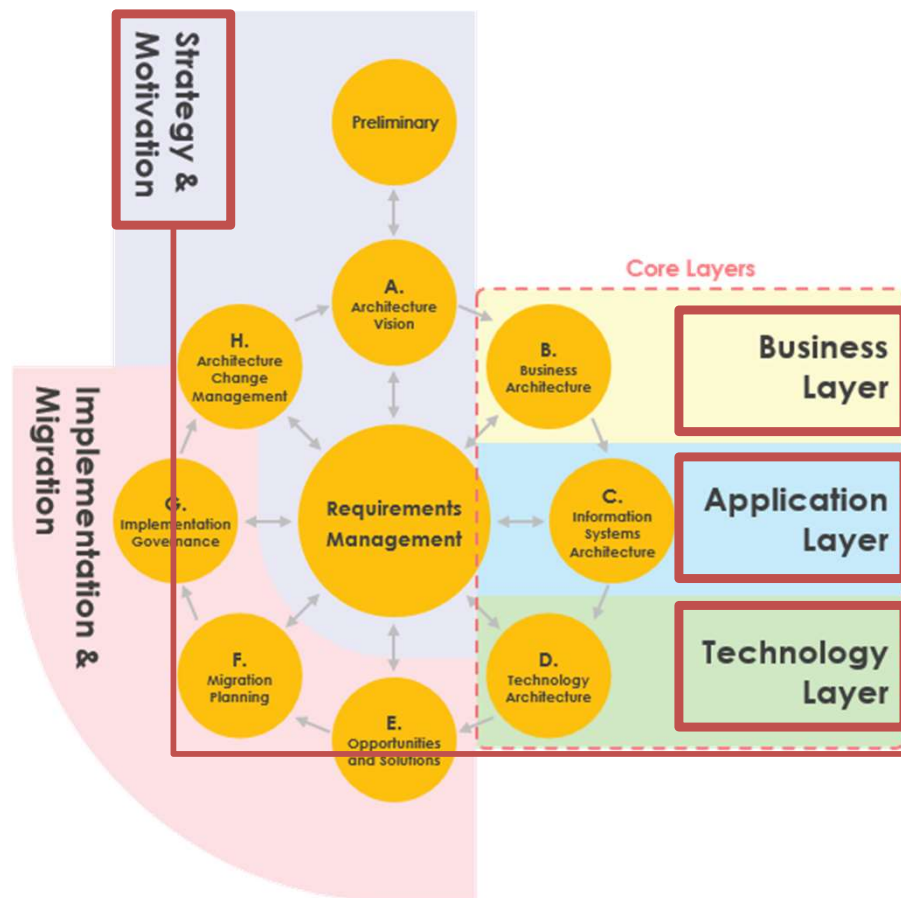 Strategy &
Motivation
Preliminary
Core Layers
A.
Architecture
Vision
H.
Architecture
Change
Management
B.
Business
Architecture
Business
Layer
Implementation &
Migration
G.
Implementation
Governance
Requirements
Management
C.
Information
Systems
Architecture
Application
Layer
F.
Migration
Planning
D.
Technology
Architecture
Technology
Layer
E.
Opportunities
and Solutions